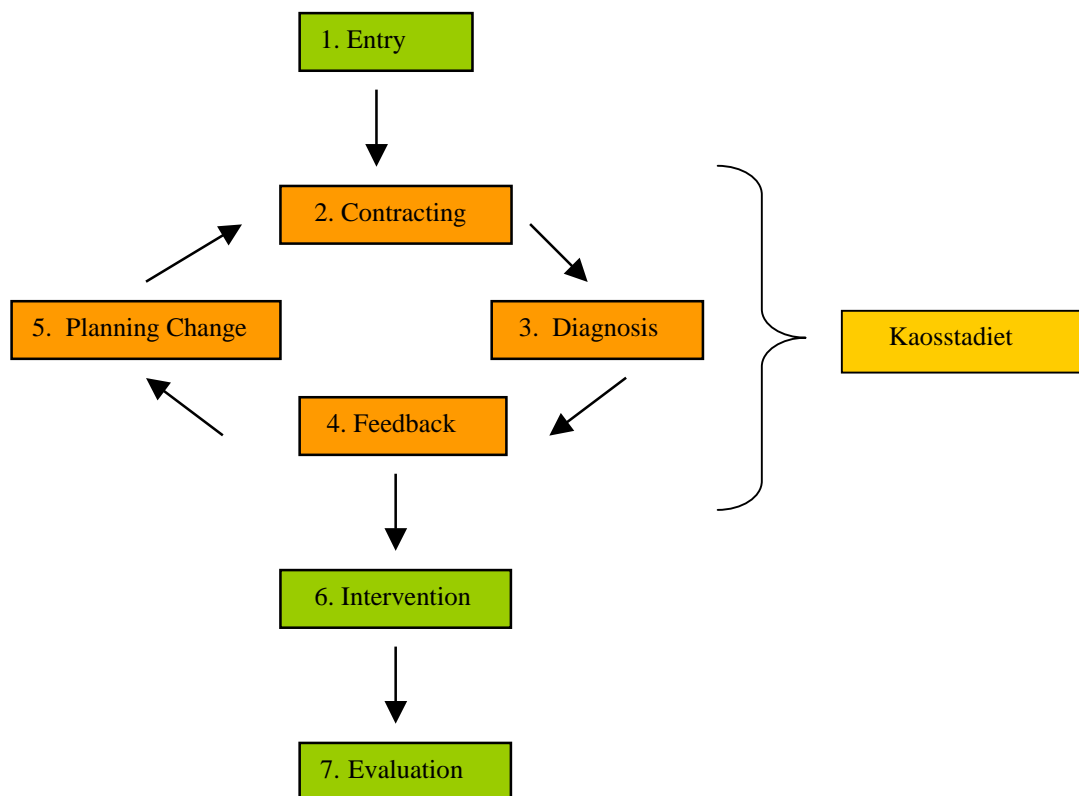 1. Entry
2. Contracting
5. Planning Change
3. Diagnosis
Kaosstadiet
4. Feedback
6. Intervention
7. Evaluation